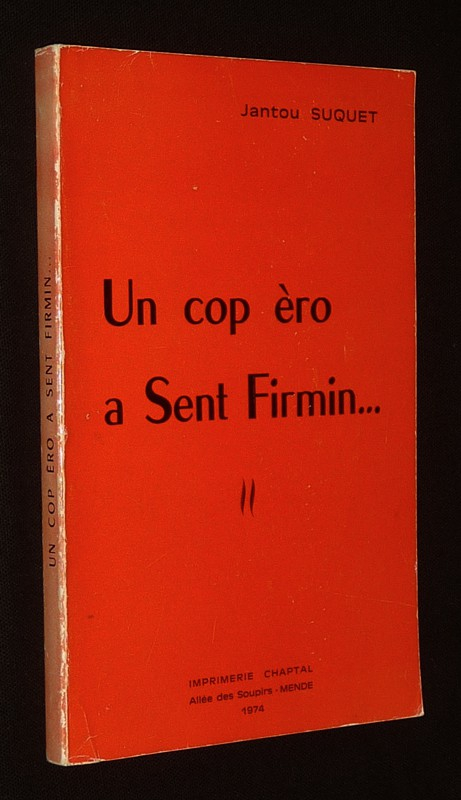 Jantou SUQUET
Un cop èro
a Sent Firmin...
II
IMPRIMERIE CHAPTAL
Allée des Soupirs - MENDE
1974
UN COP ÈRO A SENT FIRMIN...